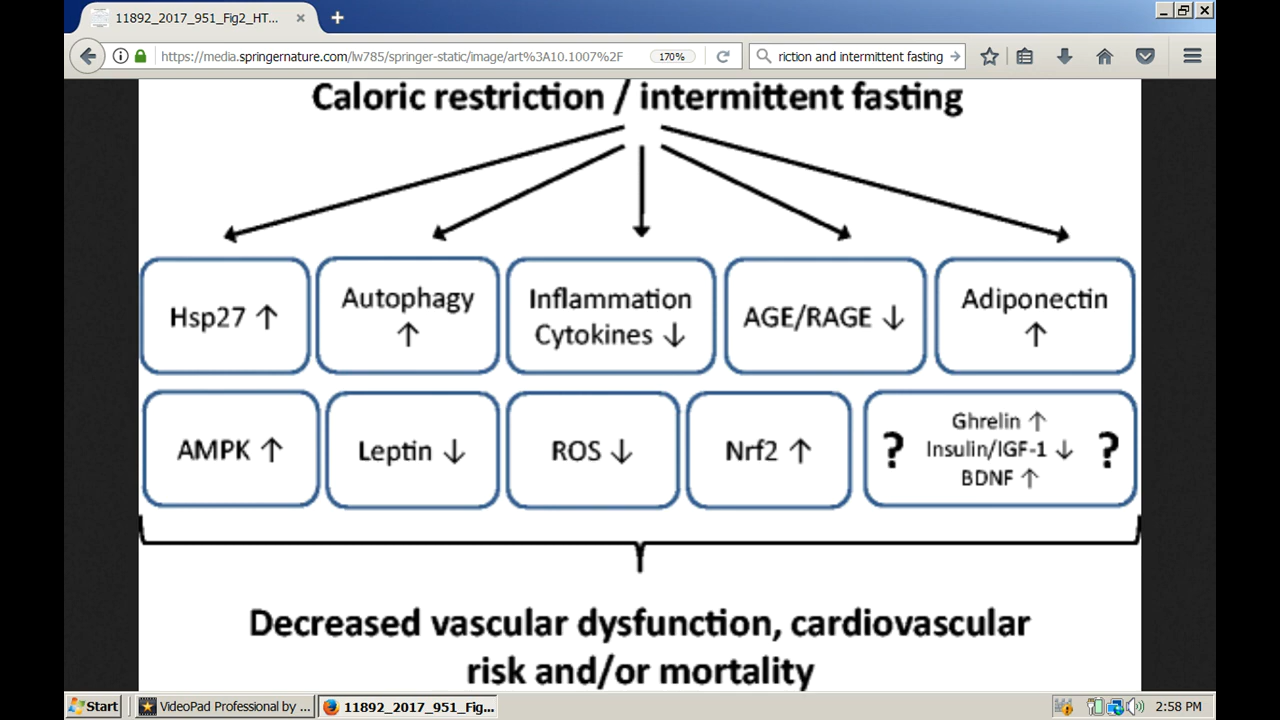 11892_2017_951_Fig2_HT...
https://media.springernature.com/lw785/springer-static/image/art%3A10.1007%2F
170%
riction and intermittent fasting
Caloric restriction / intermittent fasting
Hsp27 ↑
Autophagy
↑
Inflammation
Cytokines ↓
AGE/RAGE ↓
Adiponectin
↑
AMPK ↑
Leptin ↓
ROS ↓
Nrf2 ↑
?
Ghrelin ↑
Insulin/IGF-1 ↓
BDNF ↑
?
Decreased vascular dysfunction, cardiovascular
risk and/or mortality
Start
VideoPad Professional by ...
11892_2017_951_Fig...
2:58 PM